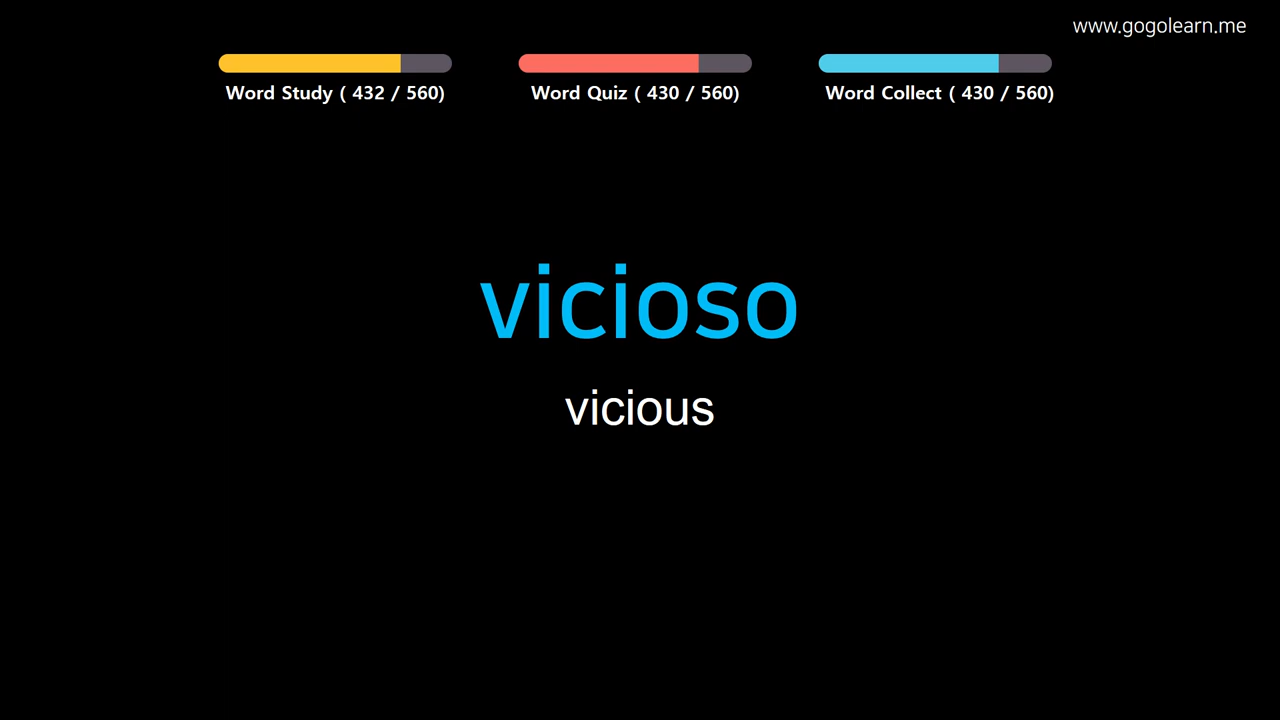 www.gogolearn.me
Word Study ( 432 / 560)
Word Quiz ( 430 / 560)
Word Collect ( 430 / 560)
vicioso
vicious